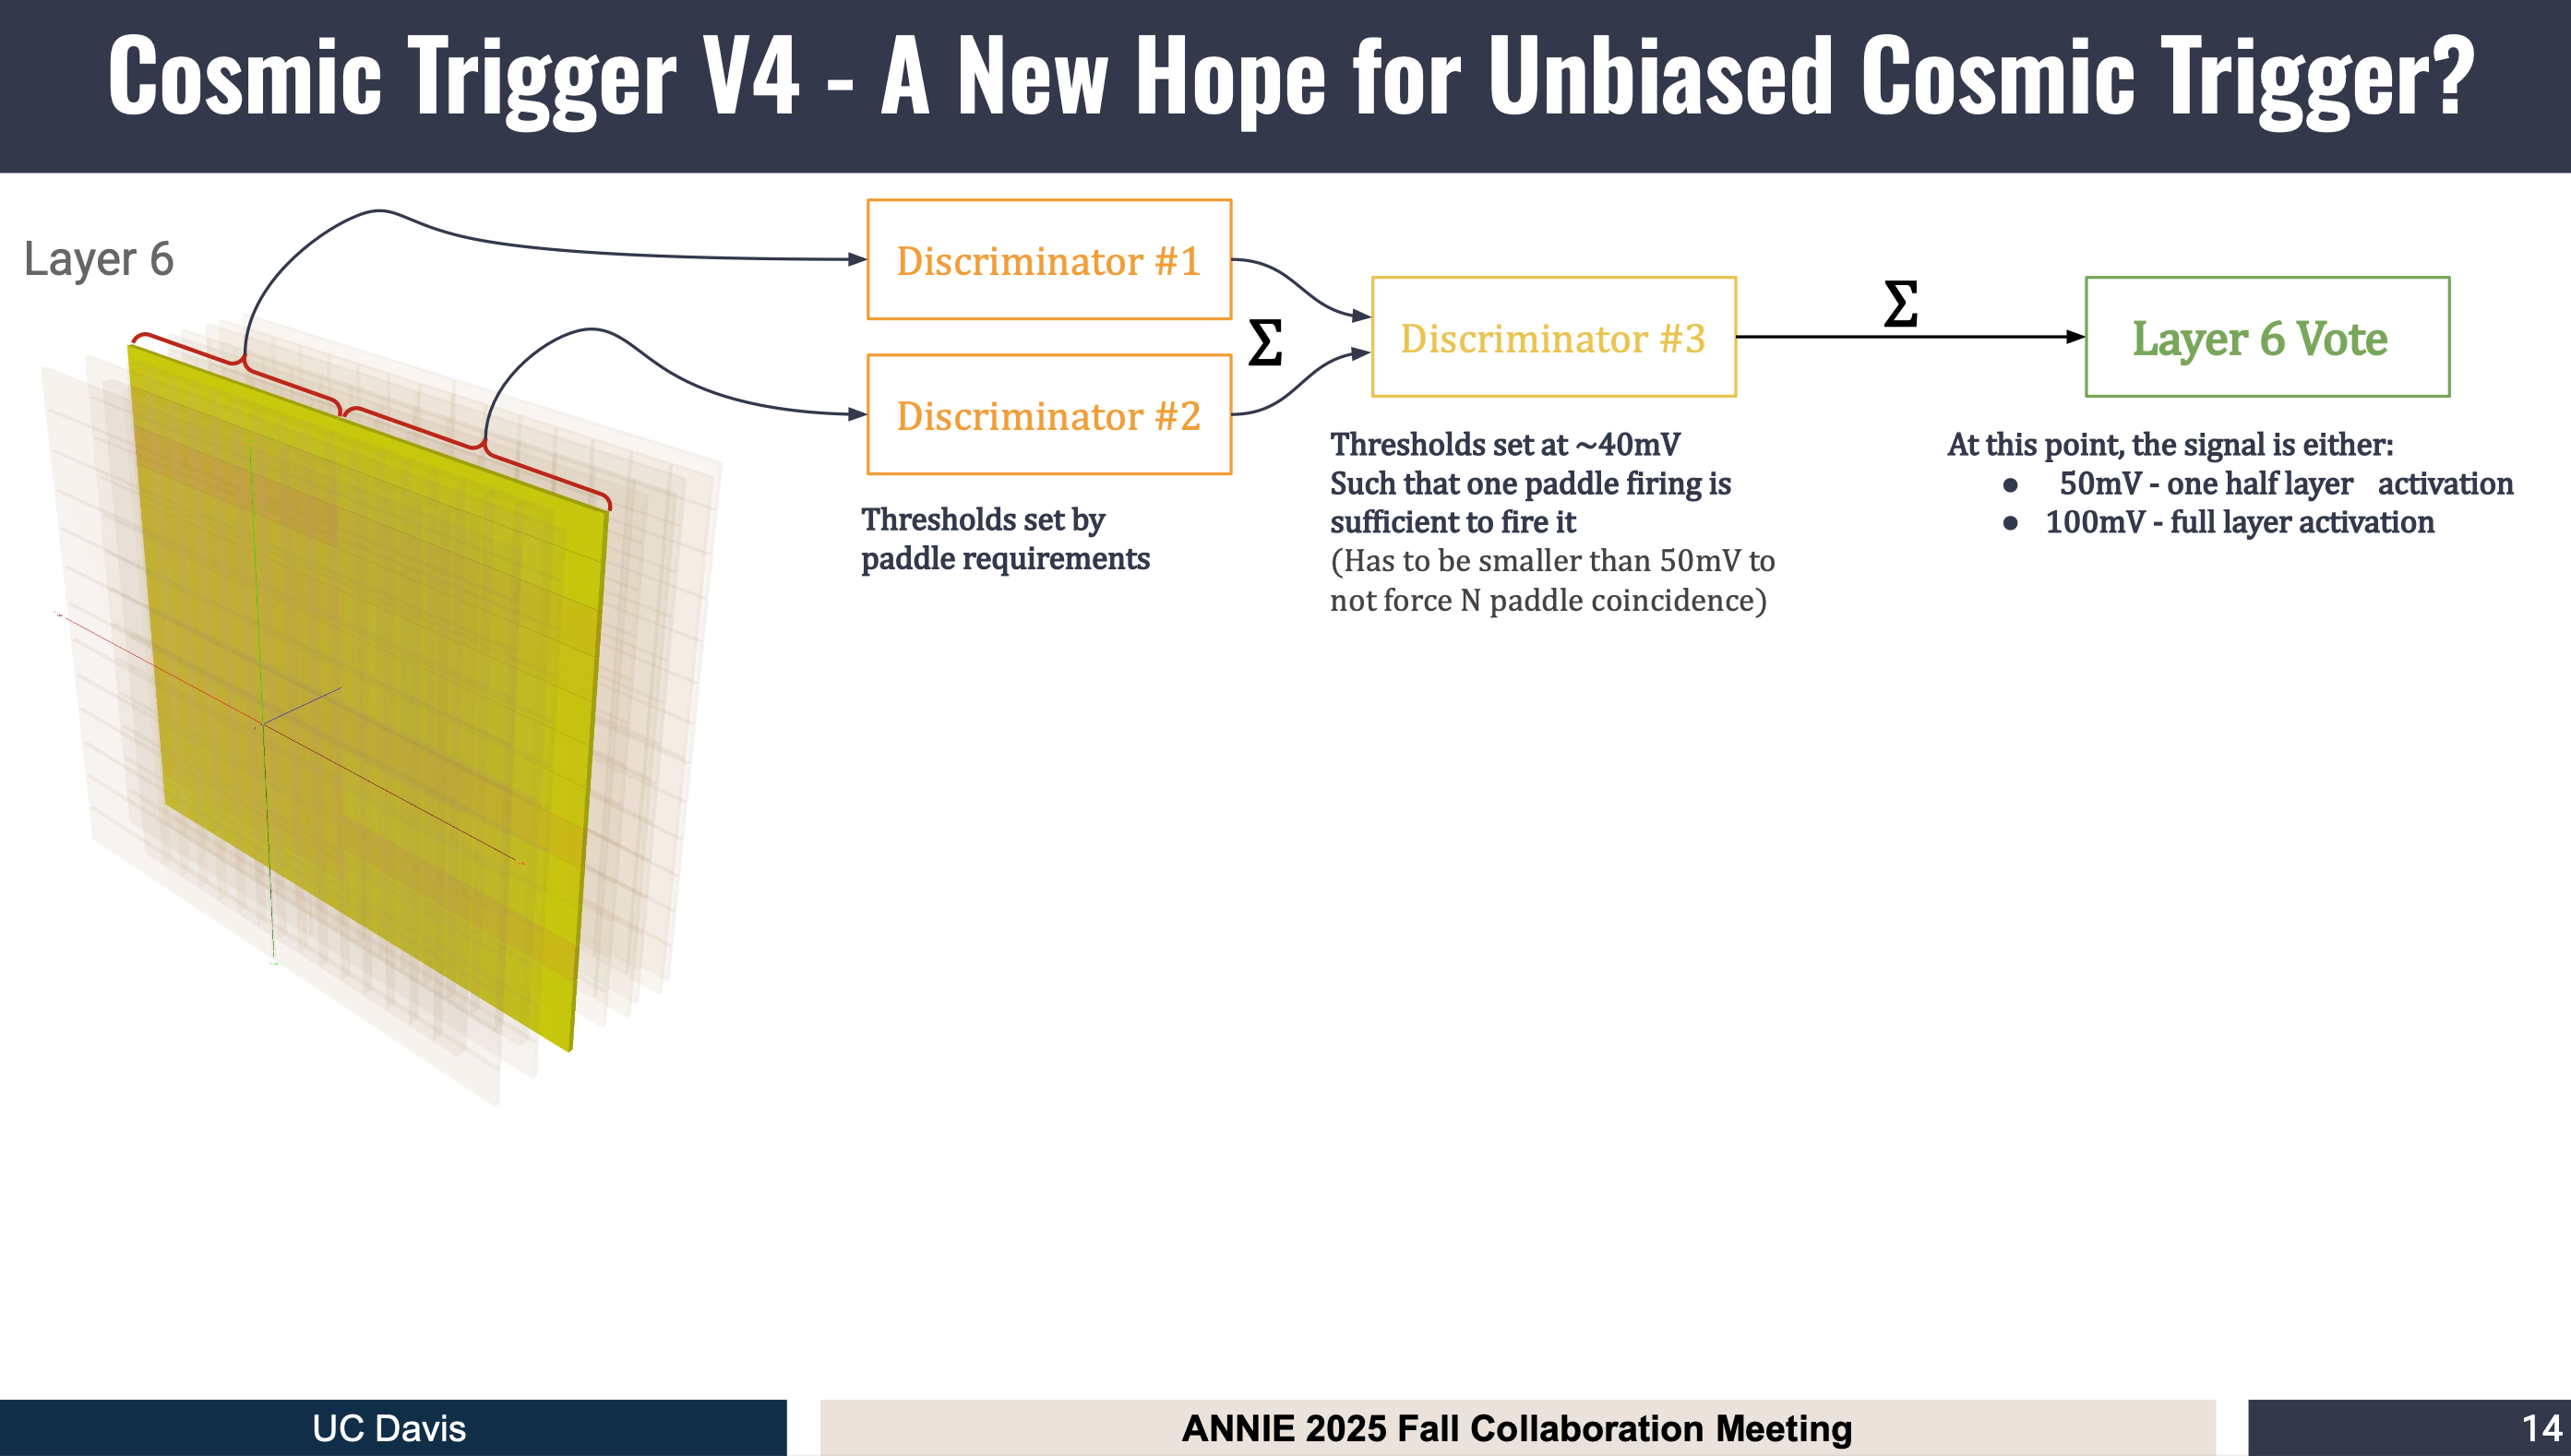 Cosmic Trigger V4 - A New Hope for Unbiased Cosmic Trigger?
Layer 6
Discriminator #1
Discriminator #2
Σ
Thresholds set by
paddle requirements
Discriminator #3
Thresholds set at ~40mV
Such that one paddle firing is
sufficient to fire it
(Has to be smaller than 50mV to
not force N paddle coincidence)
Σ
Layer 6 Vote
At this point, the signal is either:
● 50mV - one half layer activation
● 100mV - full layer activation
UC Davis
ANNIE 2025 Fall Collaboration Meeting
14